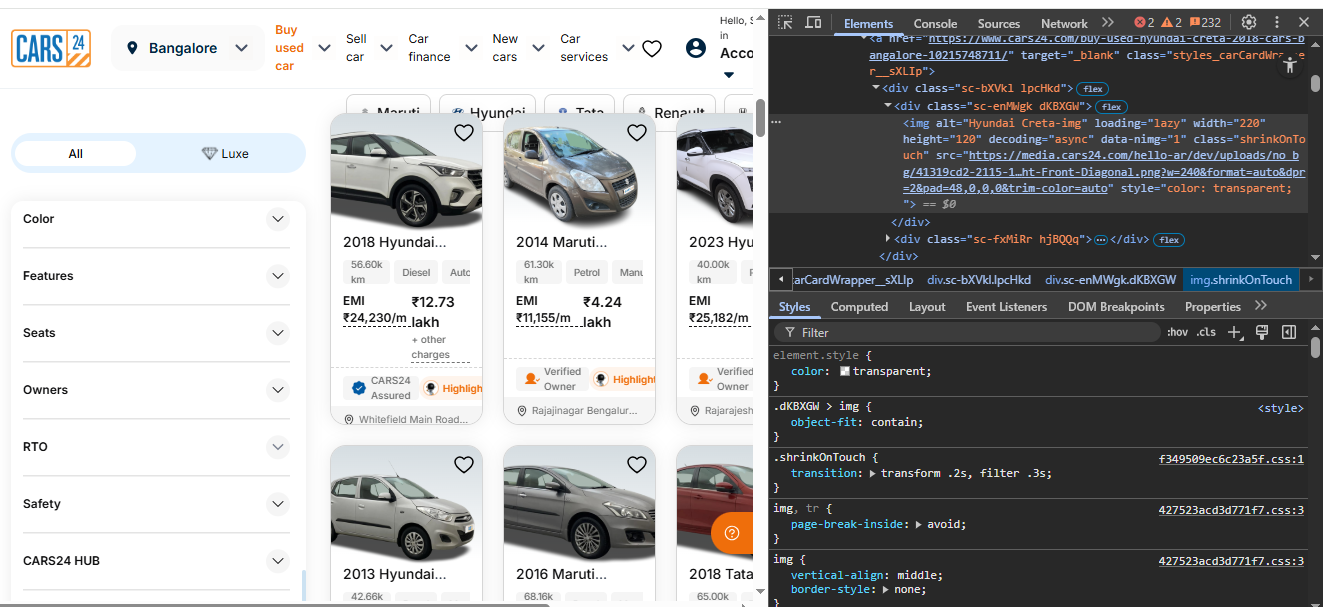 CARS 24
Bangalore
Buy used car
Sell car
Car finance
New cars
Car services
Hello, S
in
Acco
Maruti
Hyundai
Tata
Renault
All
Luxe
Color
Features
Seats
Owners
RTO
Safety
CARS24 HUB
2018 Hyundai...
56.60k km
Diesel
Auto
EMI ₹24,230/m
₹12.73 lakh
+ other charges
CARS24 Assured
Highligh
Whitefield Main Road...
2014 Maruti...
61.30k km
Petrol
Manu
EMI ₹11,155/m
₹4.24 lakh
Verified Owner
Highlight
Rajajinagar Bengalur...
2023 Hyu
40.00k km
EMI ₹25,182/m
Verified Owner
Rajarajesh
2013 Hyundai...
42.66k
2016 Maruti...
68.16k
2018 Tata
65.00k
Elements Console Sources Network 2 2 232
<a href="https://www.cars24.com/buy-used-hyundai-creta-2018-cars-b
angalore-10215748711/" target="_blank" class="styles_carCardWrapp
er__sXLIp">
<div class="sc-bXVkl lpcHkd"> flex
<div class="sc-enMWgk dKBXGW"> flex
<img alt="Hyundai Creta-img" loading="lazy" width="220"
height="120" decoding="async" data-nimg="1" class="shrinkOnTo
uch" src="https://media.cars24.com/hello-ar/dev/uploads/no_b
g/41319cd2-2115-1…ht-Front-Diagonal.png?w=240&format=auto&dpr
=2&pad=48,0,0,0&trim-color=auto" style="color: transparent;
"> == $0
</div>
<div class="sc-fxMiRr hjBQQq">…</div> flex
</div>
arCardWrapper__sXLIp div.sc-bXVkl.lpcHkd div.sc-enMWgk.dKBXGW img.shrinkOnTouch
Styles Computed Layout Event Listeners DOM Breakpoints Properties
Filter :hov .cls
element.style {
color: transparent;
}
.dKBXGW > img { <style>
object-fit: contain;
}
.shrinkOnTouch { f349509ec6c23a5f.css:1
transition: transform .2s, filter .3s;
}
img, tr { 427523acd3d771f7.css:3
page-break-inside: avoid;
}
img { 427523acd3d771f7.css:3
vertical-align: middle;
border-style: none;
}